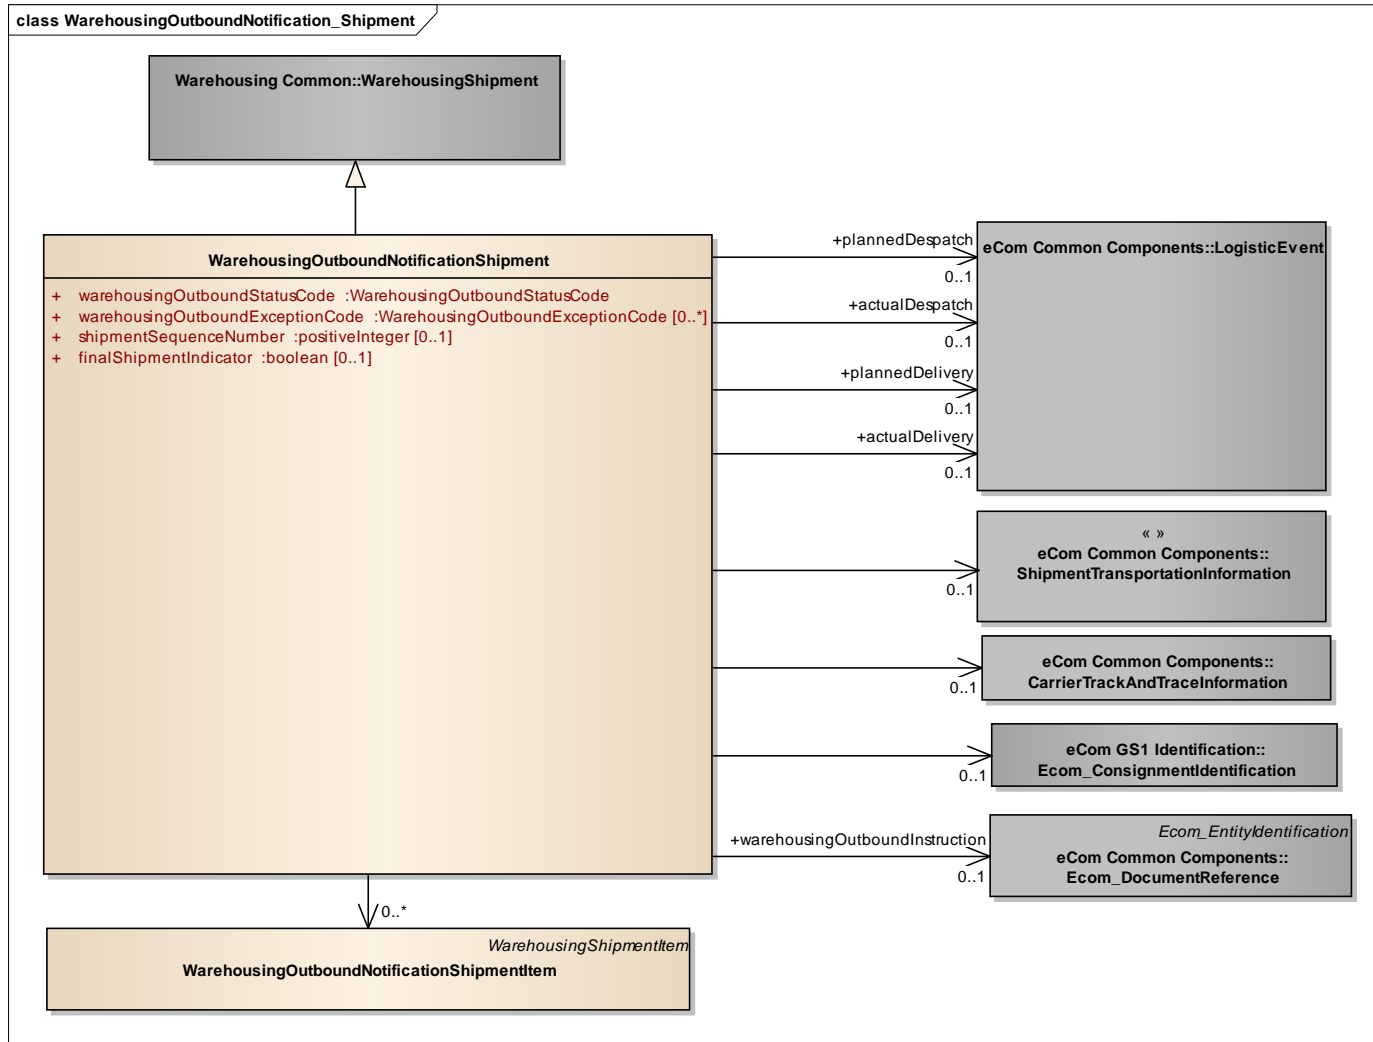 class WarehousingOutboundNotification_Shipment
Warehousing Common::WarehousingShipment
WarehousingOutboundNotificationShipment
+ warehousingOutboundStatusCode :WarehousingOutboundStatusCode
+ warehousingOutboundExceptionCode :WarehousingOutboundExceptionCode [0..*]
+ shipmentSequenceNumber :positiveInteger [0..1]
+ finalShipmentIndicator :boolean [0..1]
+plannedDespatch
0..1
+actualDespatch
0..1
+plannedDelivery
0..1
+actualDelivery
0..1
eCom Common Components::LogisticEvent
0..1
« »
eCom Common Components::
ShipmentTransportationInformation
0..1
eCom Common Components::
CarrierTrackAndTraceInformation
0..1
eCom GS1 Identification::
Ecom_ConsignmentIdentification
+warehousingOutboundInstruction
0..1
Ecom_EntityIdentification
eCom Common Components::
Ecom_DocumentReference
0..*
WarehousingShipmentItem
WarehousingOutboundNotificationShipmentItem